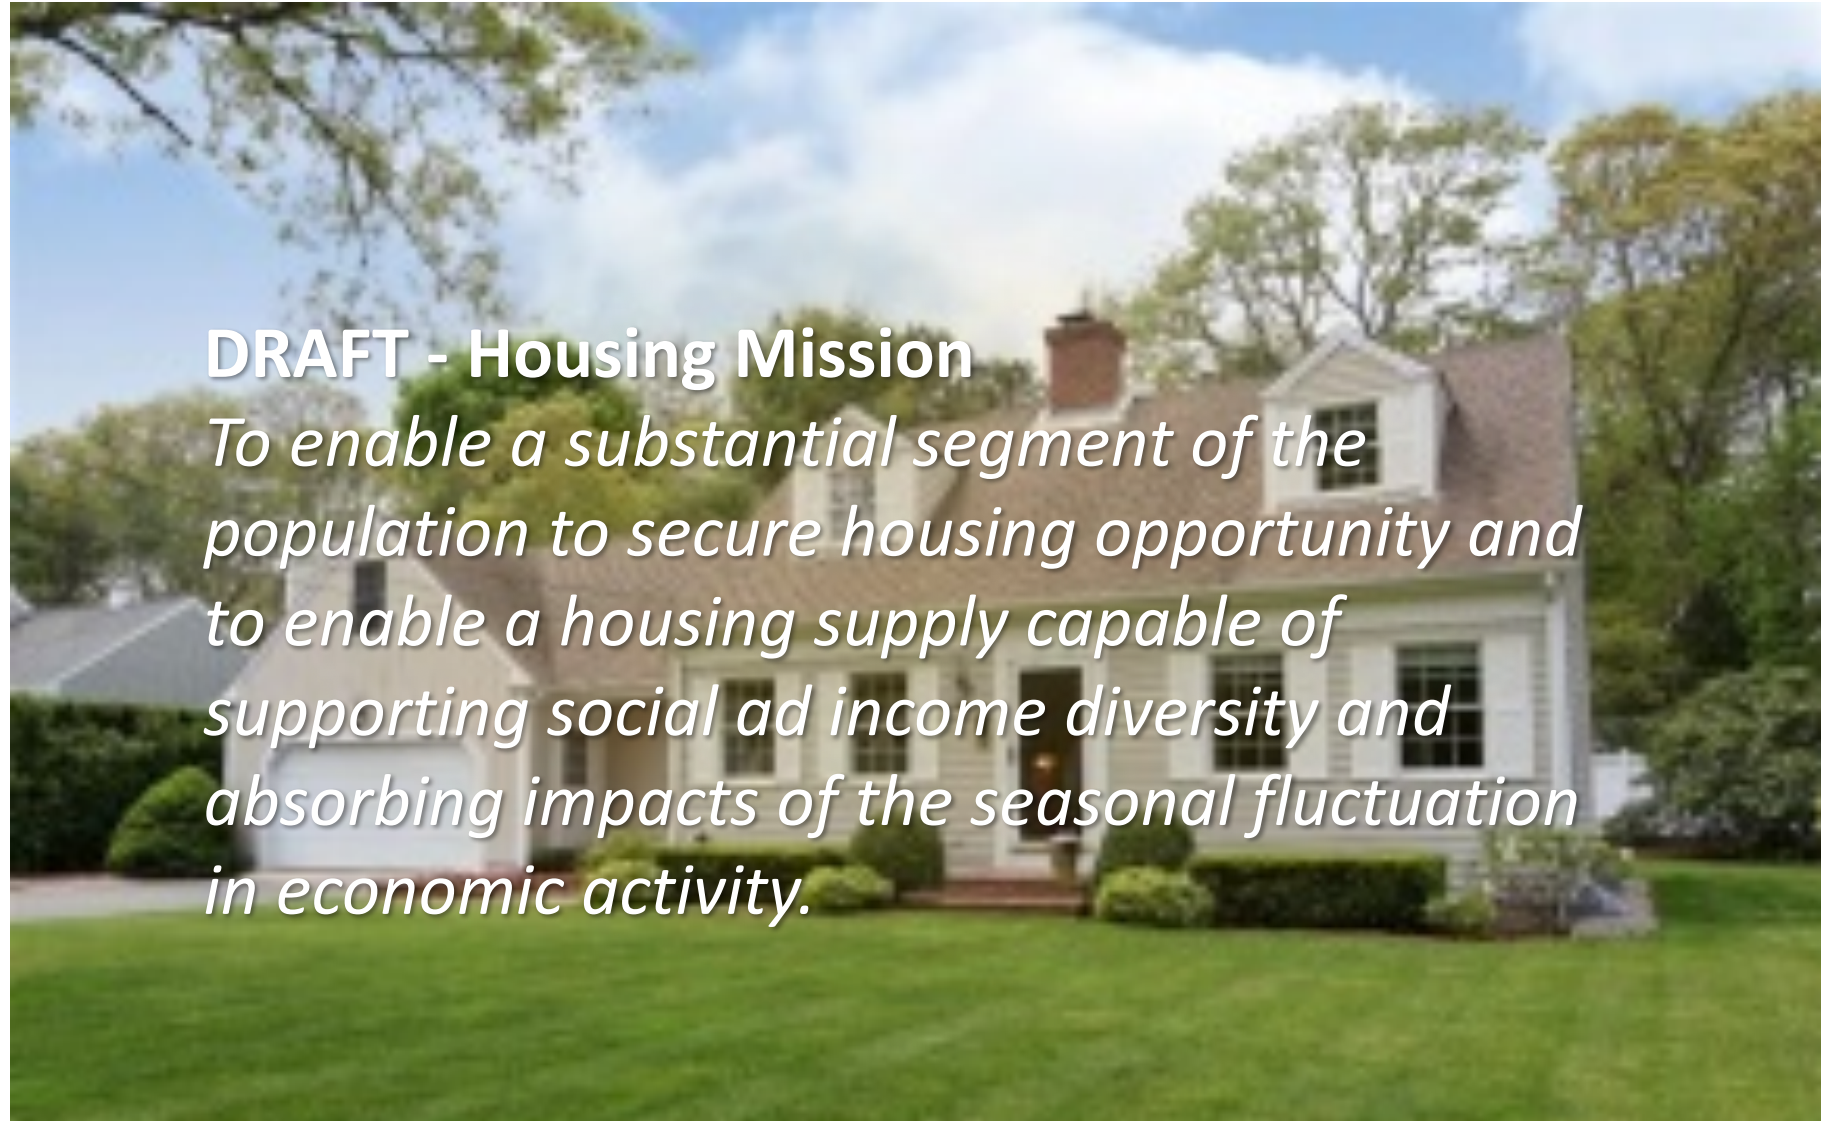 DRAFT - Housing Mission
To enable a substantial segment of the
population to secure housing opportunity and
to enable a housing supply capable of
supporting social ad income diversity and
absorbing impacts of the seasonal fluctuation
in economic activity.